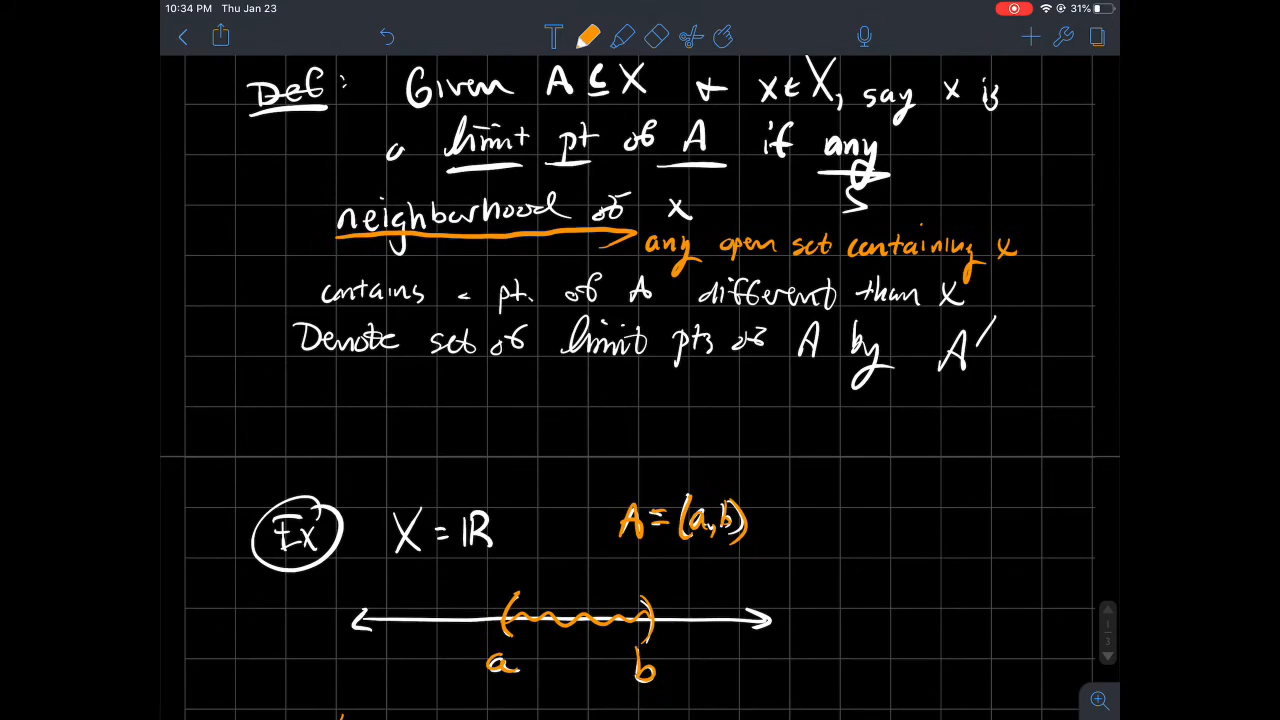 10:34 PM Thu Jan 23 31%
Def: Given A ⊆ X & x ∈ X, say x is
a limit pt of A if any
neighborhood of x
any open set containing x
contains a pt. of A different than x
Denote set of limit pts of A by A'
Ex X = ℝ A = (a,b)
a b